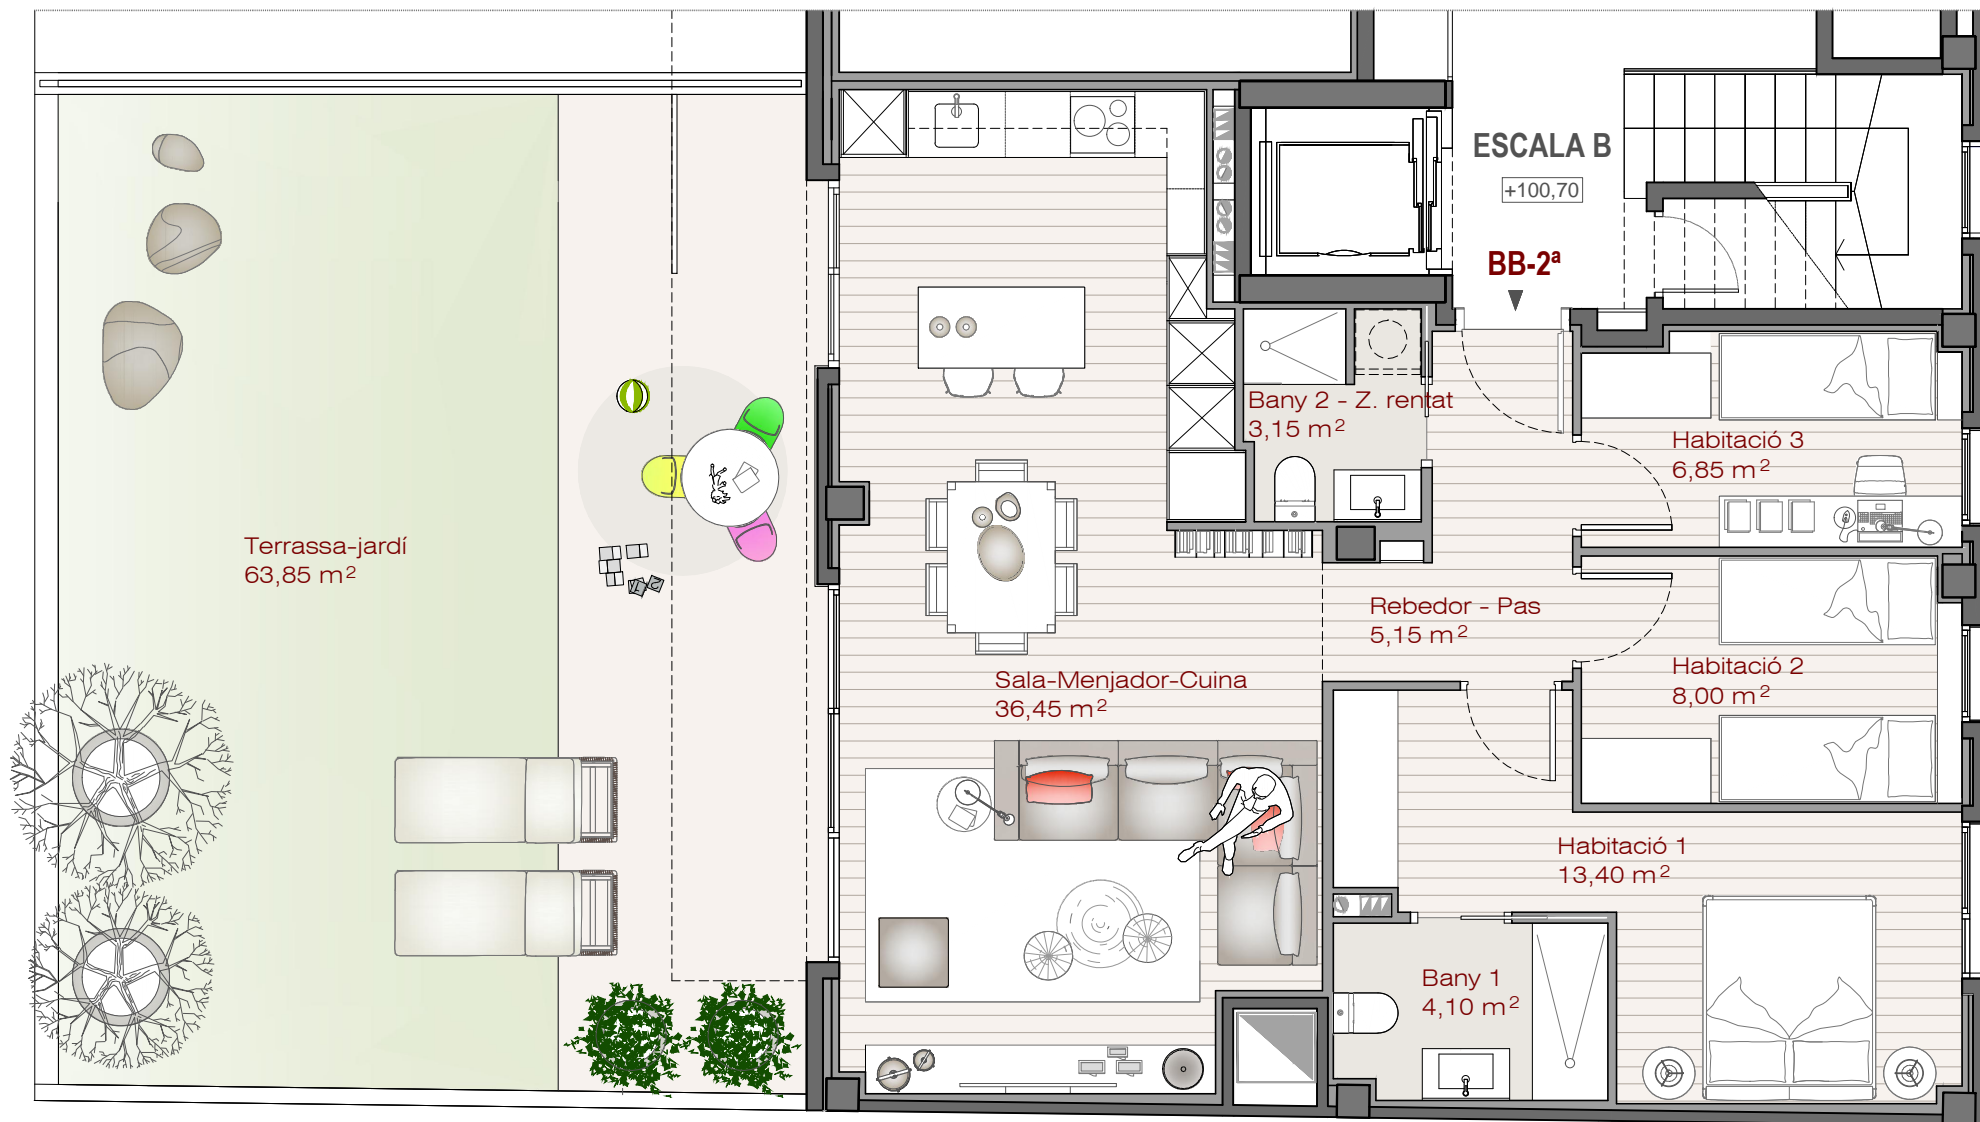 ESCALA B
+100,70
BB-2ª
Bany 2 - Z. rentat
3,15 m²
Habitació 3
6,85 m²
Terrassa-jardí
63,85 m²
Rebedor - Pas
5,15 m²
Sala-Menjador-Cuina
36,45 m²
Habitació 2
8,00 m²
Habitació 1
13,40 m²
Bany 1
4,10 m²